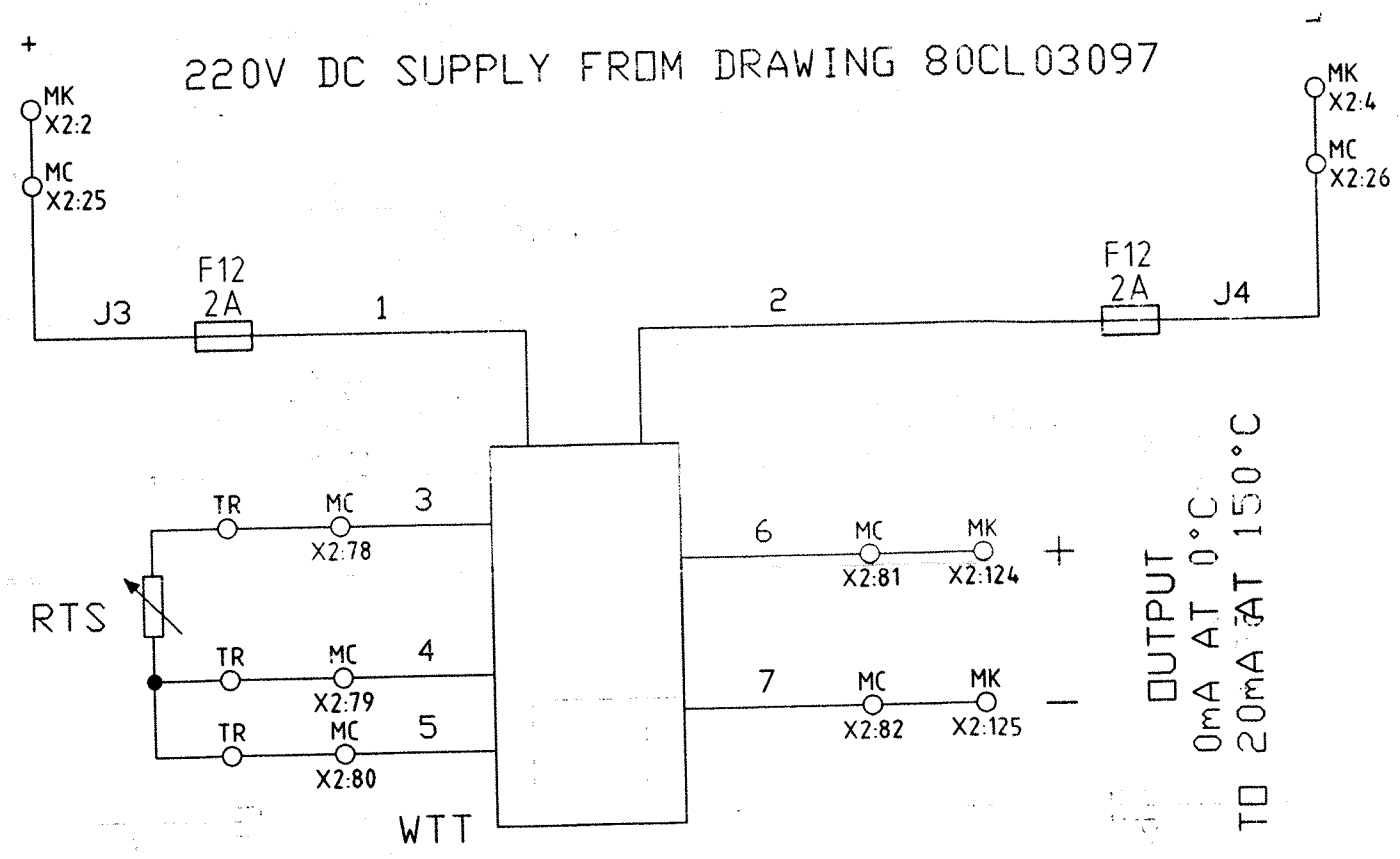 +
-
220V DC SUPPLY FROM DRAWING 80CL03097
MK
X2:2
MC
X2:25
MK
X2:4
MC
X2:26
J3
F12
2A
1
2
F12
2A
J4
TR
MC
3
X2:78
RTS
TR
MC
4
X2:79
TR
MC
5
X2:80
WTT
6
MC
MK
+
X2:81
X2:124
7
MC
MK
-
X2:82
X2:125
OUTPUT
0mA AT 0°C
TO 20mA AT 150°C